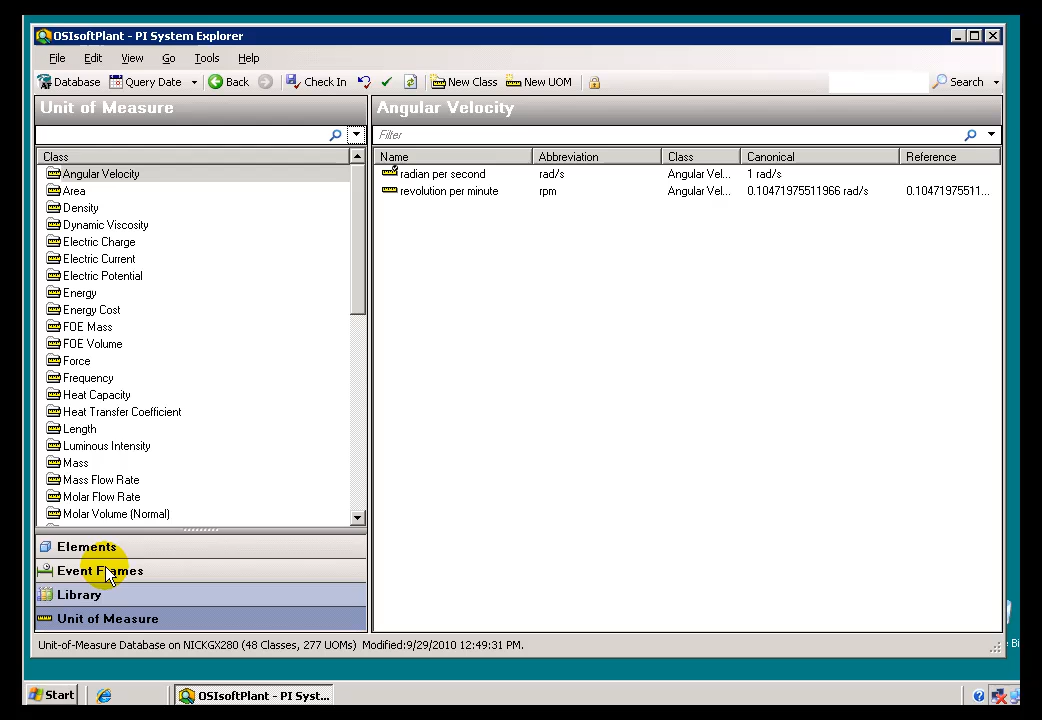 OSIsoftPlant - PI System Explorer
File Edit View Go Tools Help
Database Query Date Back Check In New Class New UOM Search
Unit of Measure
Angular Velocity
Filter
Class
Name Abbreviation Class Canonical Reference
Angular Velocity
radian per second rad/s Angular Vel... 1 rad/s
Area
revolution per minute rpm Angular Vel... 0.10471975511966 rad/s 0.10471975511...
Density
Dynamic Viscosity
Electric Charge
Electric Current
Electric Potential
Energy
Energy Cost
FOE Mass
FOE Volume
Force
Frequency
Heat Capacity
Heat Transfer Coefficient
Length
Luminous Intensity
Mass
Mass Flow Rate
Molar Flow Rate
Molar Volume (Normal)
Elements
Event Frames
Library
Unit of Measure
Unit-of-Measure Database on NICKGX280 (48 Classes, 277 UOMs) Modified:9/29/2010 12:49:31 PM.
Start
OSIsoftPlant - PI Syst...